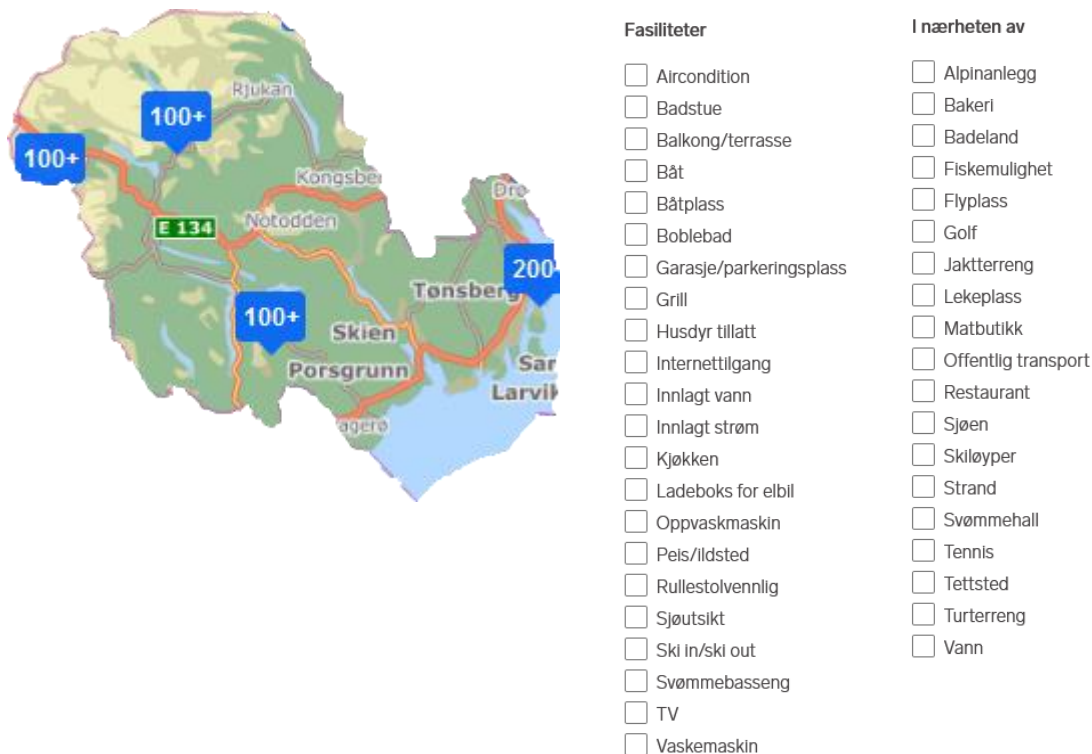 Rjukan
100+
100+
Kongsber
Dro
Notodden
E 134
200
Tønsberg
100+
Skien
Porsgrunn
San
Larvik
agerø
Fasiliteter
Aircondition
Badstue
Balkong/terrasse
Båt
Båtplass
Boblebad
Garasje/parkeringsplass
Grill
Husdyr tillatt
Internettilgang
Innlagt vann
Innlagt strøm
Kjøkken
Ladeboks for elbil
Oppvaskmaskin
Peis/ildsted
Rullestolvennlig
Sjøutsikt
Ski in/ski out
Svømmebasseng
TV
Vaskemaskin
I nærheten av
Alpinanlegg
Bakeri
Badeland
Fiskemulighet
Flyplass
Golf
Jaktterreng
Lekeplass
Matbutikk
Offentlig transport
Restaurant
Sjøen
Skiløyper
Strand
Svømmehall
Tennis
Tettsted
Turterreng
Vann